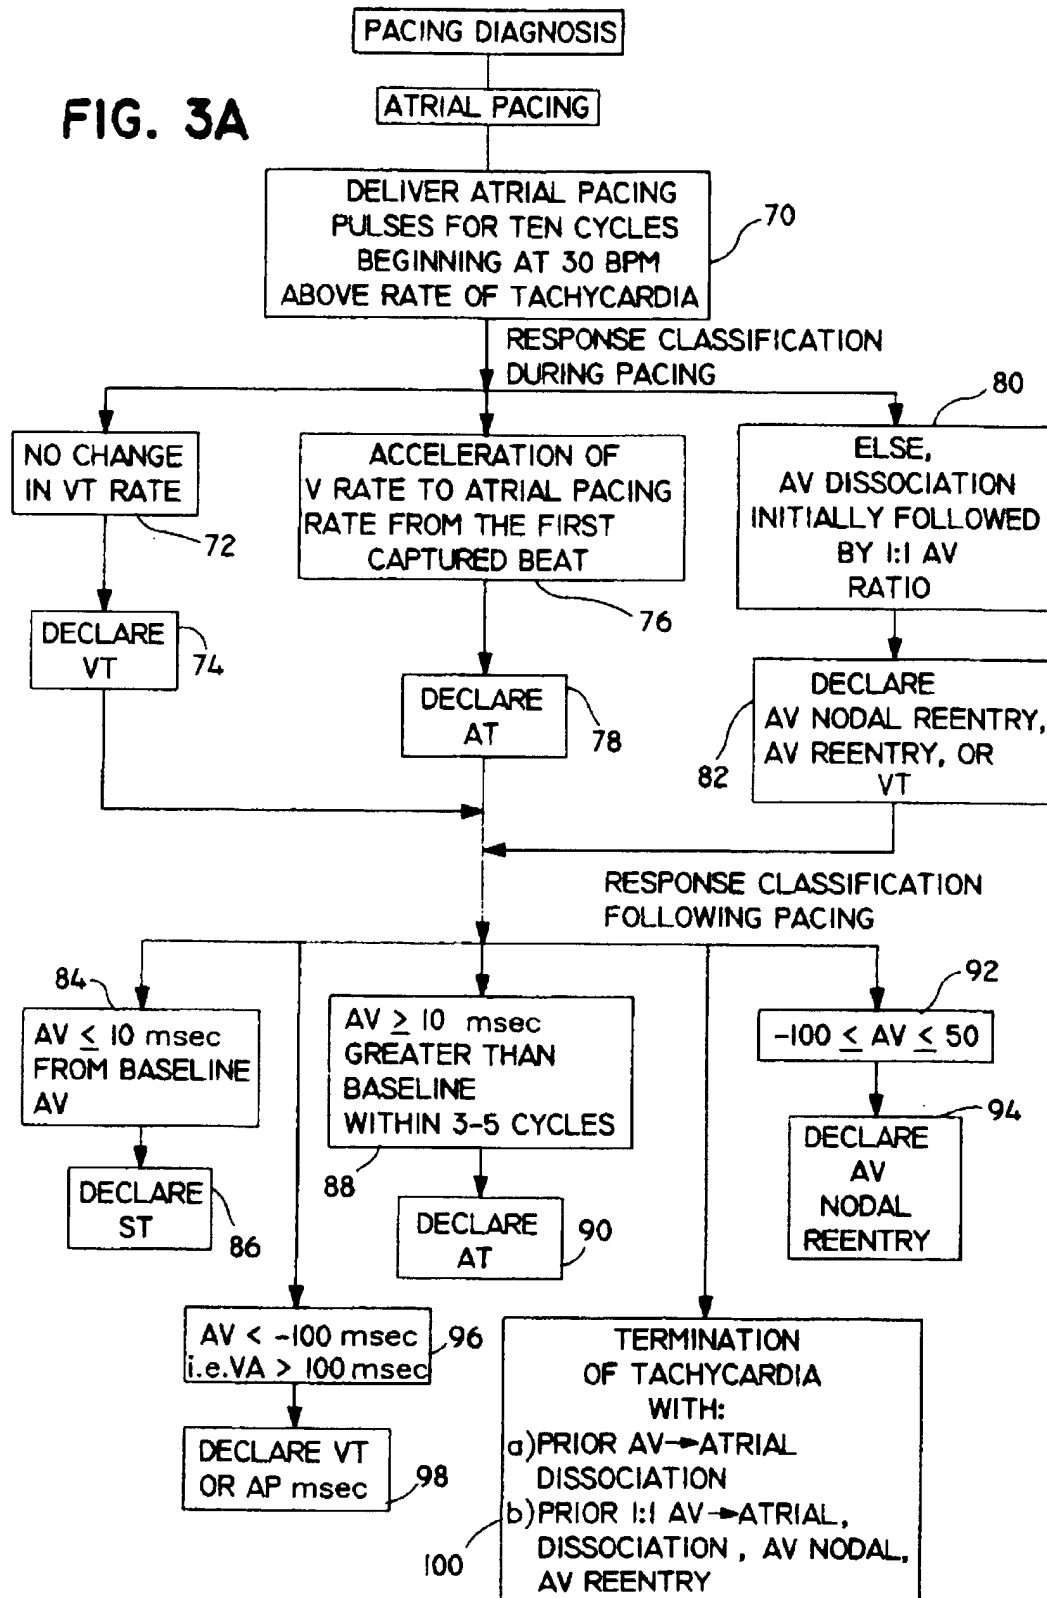 PACING DIAGNOSIS
FIG. 3A
ATRIAL PACING
DELIVER ATRIAL PACING
PULSES FOR TEN CYCLES
BEGINNING AT 30 BPM
ABOVE RATE OF TACHYCARDIA
70
RESPONSE CLASSIFICATION
DURING PACING
NO CHANGE
IN VT RATE
72
DECLARE
VT
74
ACCELERATION OF
V RATE TO ATRIAL PACING
RATE FROM THE FIRST
CAPTURED BEAT
76
DECLARE
AT
78
80
ELSE,
AV DISSOCIATION
INITIALLY FOLLOWED
BY 1:1 AV
RATIO
DECLARE
AV NODAL REENTRY,
AV REENTRY, OR
VT
82
RESPONSE CLASSIFICATION
FOLLOWING PACING
84
AV ≤ 10 msec
FROM BASELINE
AV
DECLARE
ST
86
AV ≥ 10 msec
GREATER THAN
BASELINE
WITHIN 3-5 CYCLES
88
DECLARE
AT
90
92
-100 ≤ AV ≤ 50
94
DECLARE
AV
NODAL
REENTRY
AV < -100 msec
i.e.VA > 100 msec
96
DECLARE VT
OR AP msec
98
TERMINATION
OF TACHYCARDIA
WITH:
a)PRIOR AV→ATRIAL
DISSOCIATION
b)PRIOR 1:1 AV→ATRIAL,
DISSOCIATION , AV NODAL,
AV REENTRY
100